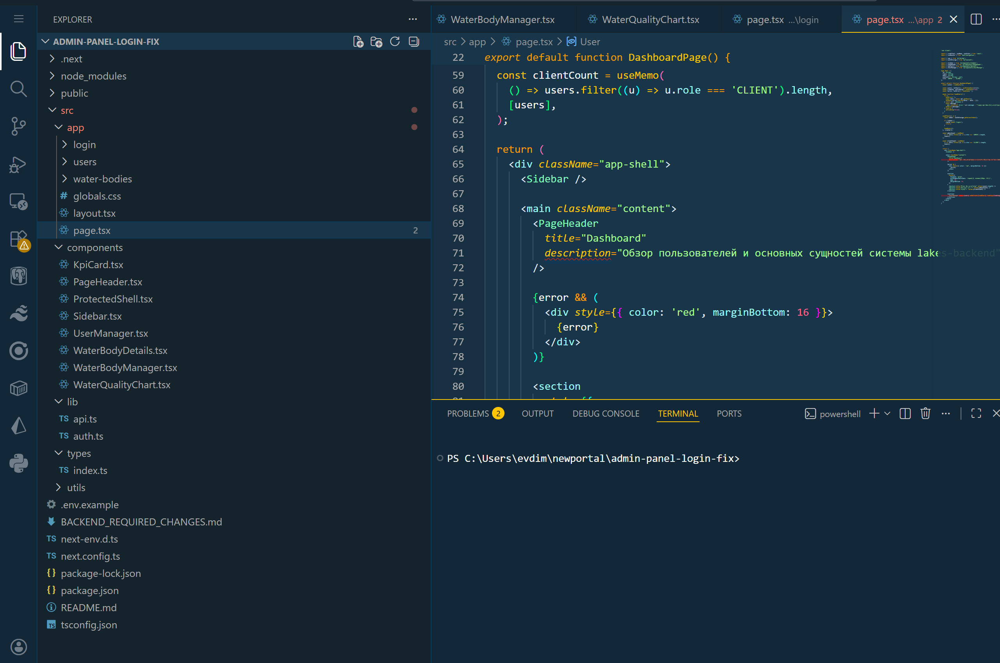 EXPLORER
ADMIN-PANEL-LOGIN-FIX
.next
node_modules
public
src
app
login
users
water-bodies
globals.css
layout.tsx
page.tsx 2
components
KpiCard.tsx
PageHeader.tsx
ProtectedShell.tsx
Sidebar.tsx
UserManager.tsx
WaterBodyDetails.tsx
WaterBodyManager.tsx
WaterQualityChart.tsx
lib
TS api.ts
TS auth.ts
types
TS index.ts
utils
.env.example
BACKEND_REQUIRED_CHANGES.md
TS next-env.d.ts
TS next.config.ts
{} package-lock.json
{} package.json
README.md
TS tsconfig.json
WaterBodyManager.tsx WaterQualityChart.tsx page.tsx ...\login page.tsx ...\app 2
src > app > page.tsx > User
22 export default function DashboardPage() {
59 const clientCount = useMemo(
60 () => users.filter((u) => u.role === 'CLIENT').length,
61 [users],
62 );
63
64 return (
65 <div className="app-shell">
66 <Sidebar />
67
68 <main className="content">
69 <PageHeader
70 title="Dashboard"
71 description="Обзор пользователей и основных сущностей системы lakes-backend"
72 />
73
74 {error && (
75 <div style={{ color: 'red', marginBottom: 16 }}>
76 {error}
77 </div>
78 )}
79
80 <section
PROBLEMS 2 OUTPUT DEBUG CONSOLE TERMINAL PORTS powershell
PS C:\Users\evdim\newportal\admin-panel-login-fix>